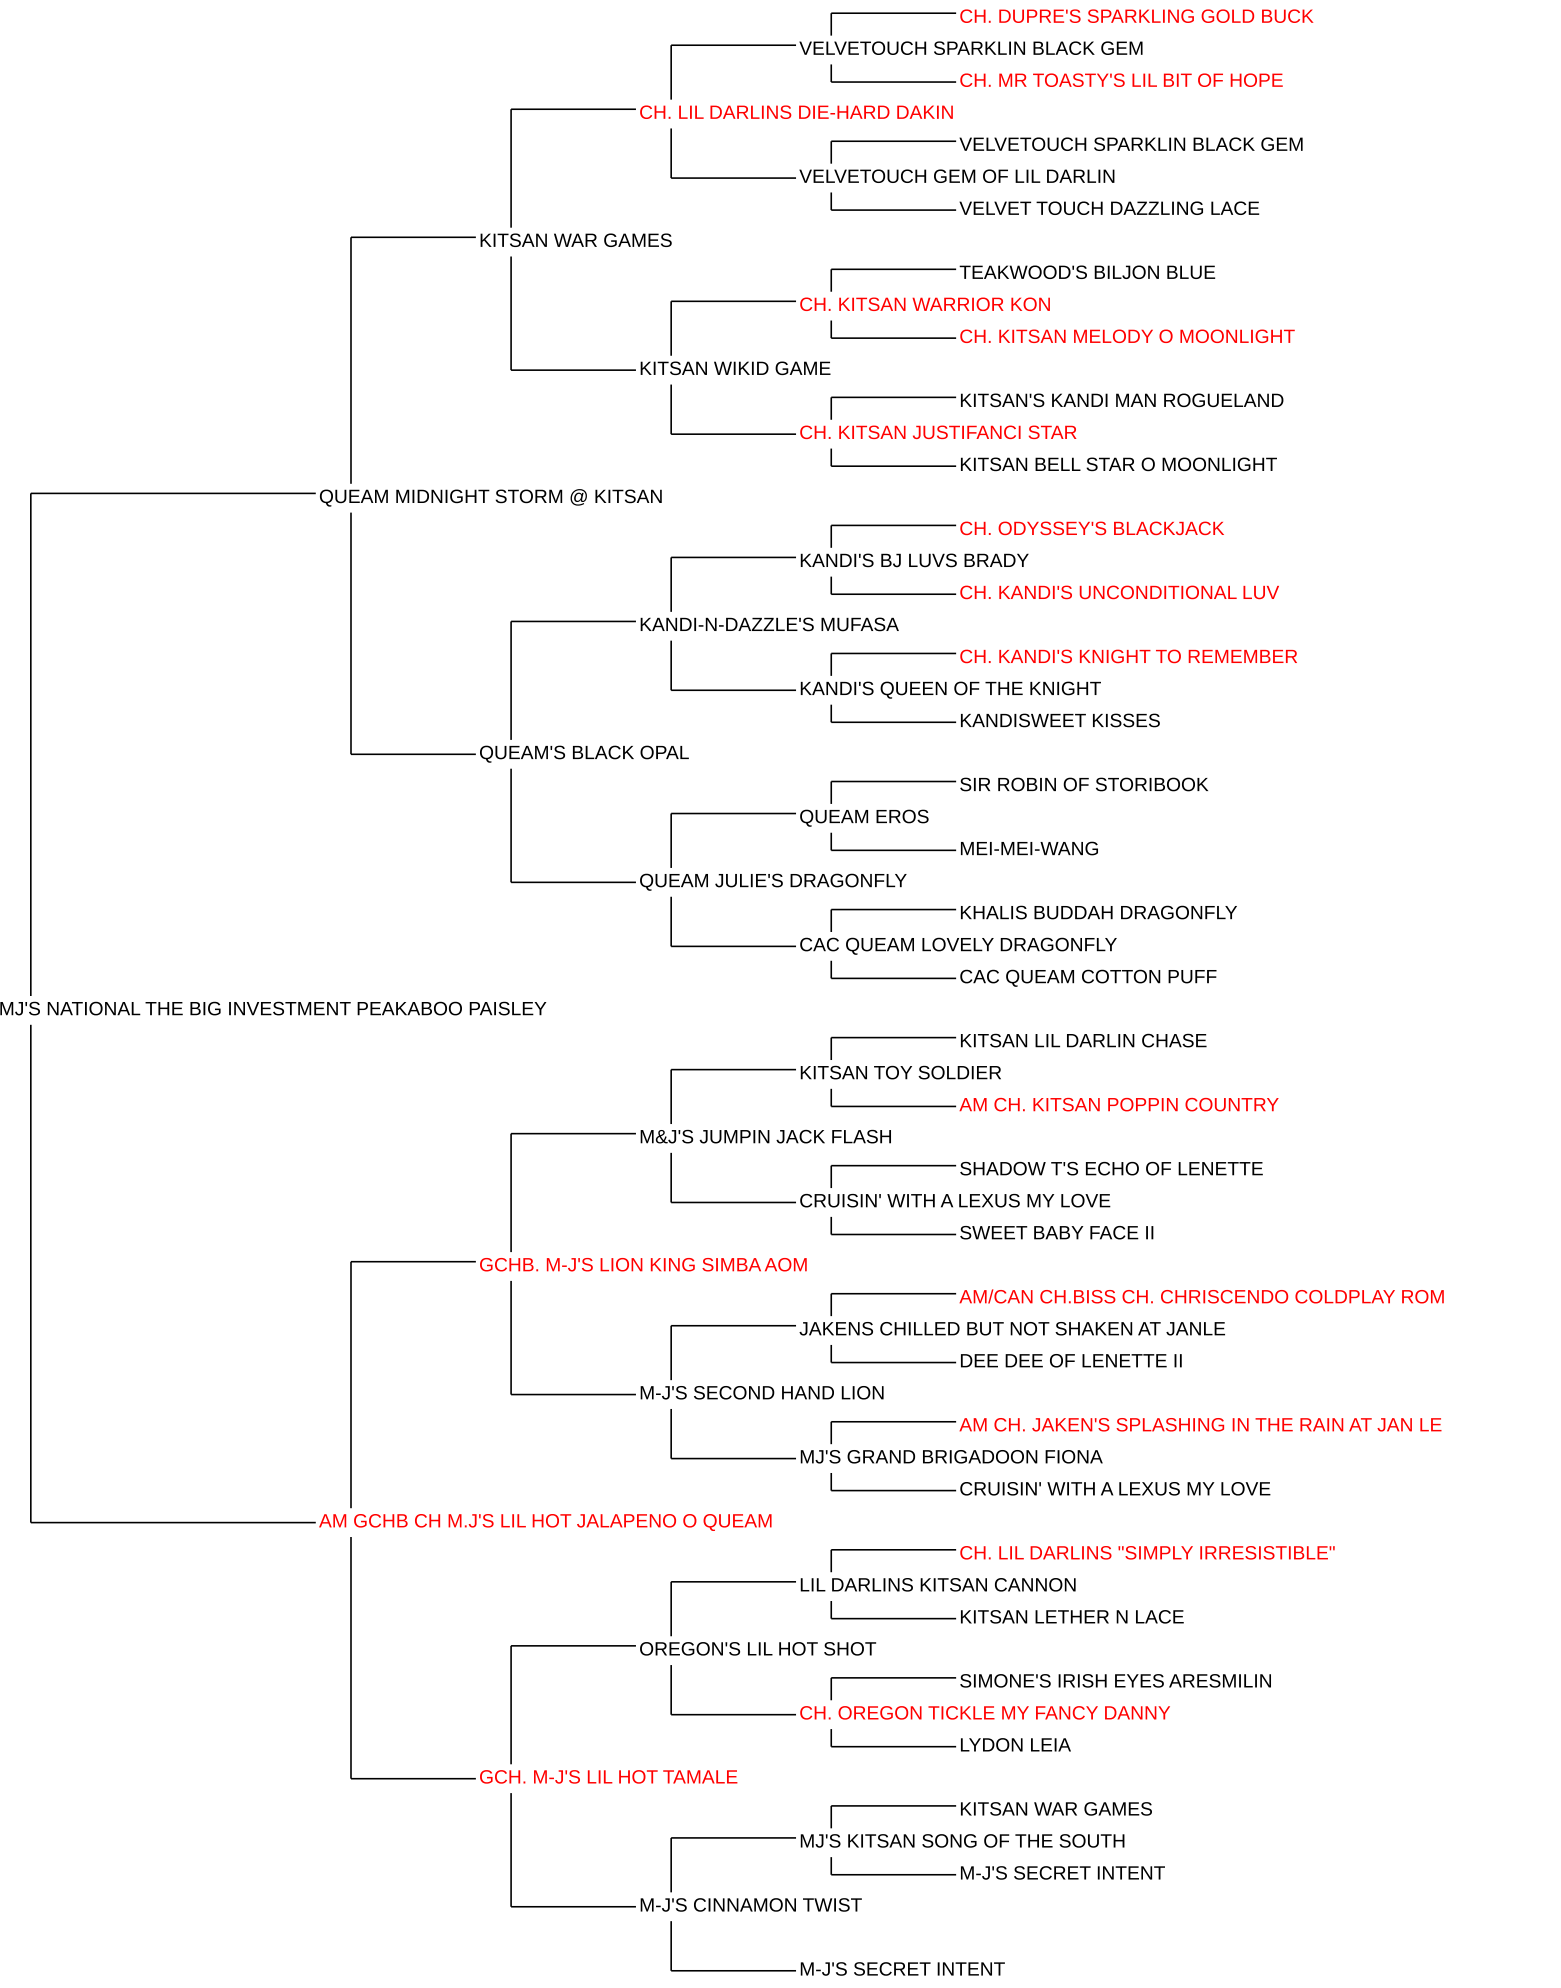 CH. DUPRE'S SPARKLING GOLD BUCK
VELVETOUCH SPARKLIN BLACK GEM
CH. MR TOASTY'S LIL BIT OF HOPE
CH. LIL DARLINS DIE-HARD DAKIN
VELVETOUCH SPARKLIN BLACK GEM
VELVETOUCH GEM OF LIL DARLIN
VELVET TOUCH DAZZLING LACE
KITSAN WAR GAMES
TEAKWOOD'S BILJON BLUE
CH. KITSAN WARRIOR KON
CH. KITSAN MELODY O MOONLIGHT
KITSAN WIKID GAME
KITSAN'S KANDI MAN ROGUELAND
CH. KITSAN JUSTIFANCI STAR
KITSAN BELL STAR O MOONLIGHT
QUEAM MIDNIGHT STORM @ KITSAN
CH. ODYSSEY'S BLACKJACK
KANDI'S BJ LUVS BRADY
CH. KANDI'S UNCONDITIONAL LUV
KANDI-N-DAZZLE'S MUFASA
CH. KANDI'S KNIGHT TO REMEMBER
KANDI'S QUEEN OF THE KNIGHT
KANDISWEET KISSES
QUEAM'S BLACK OPAL
SIR ROBIN OF STORIBOOK
QUEAM EROS
MEI-MEI-WANG
QUEAM JULIE'S DRAGONFLY
KHALIS BUDDAH DRAGONFLY
CAC QUEAM LOVELY DRAGONFLY
CAC QUEAM COTTON PUFF
MJ'S NATIONAL THE BIG INVESTMENT PEAKABOO PAISLEY
KITSAN LIL DARLIN CHASE
KITSAN TOY SOLDIER
AM CH. KITSAN POPPIN COUNTRY
M&J'S JUMPIN JACK FLASH
SHADOW T'S ECHO OF LENETTE
CRUISIN' WITH A LEXUS MY LOVE
SWEET BABY FACE II
GCHB. M-J'S LION KING SIMBA AOM
AM/CAN CH.BISS CH. CHRISCENDO COLDPLAY ROM
JAKENS CHILLED BUT NOT SHAKEN AT JANLE
DEE DEE OF LENETTE II
M-J'S SECOND HAND LION
AM CH. JAKEN'S SPLASHING IN THE RAIN AT JAN LE
MJ'S GRAND BRIGADOON FIONA
CRUISIN' WITH A LEXUS MY LOVE
AM GCHB CH M.J'S LIL HOT JALAPENO O QUEAM
CH. LIL DARLINS "SIMPLY IRRESISTIBLE"
LIL DARLINS KITSAN CANNON
KITSAN LETHER N LACE
OREGON'S LIL HOT SHOT
SIMONE'S IRISH EYES ARESMILIN
CH. OREGON TICKLE MY FANCY DANNY
LYDON LEIA
GCH. M-J'S LIL HOT TAMALE
KITSAN WAR GAMES
MJ'S KITSAN SONG OF THE SOUTH
M-J'S SECRET INTENT
M-J'S CINNAMON TWIST
M-J'S SECRET INTENT